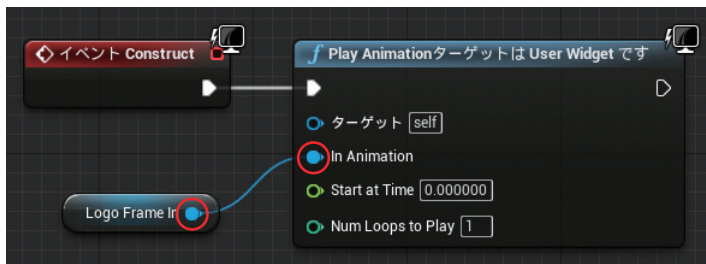 イベント Construct
Play Animationターゲットは User Widget です
ターゲット self
In Animation
Start at Time 0.000000
Logo Frame In
Num Loops to Play 1